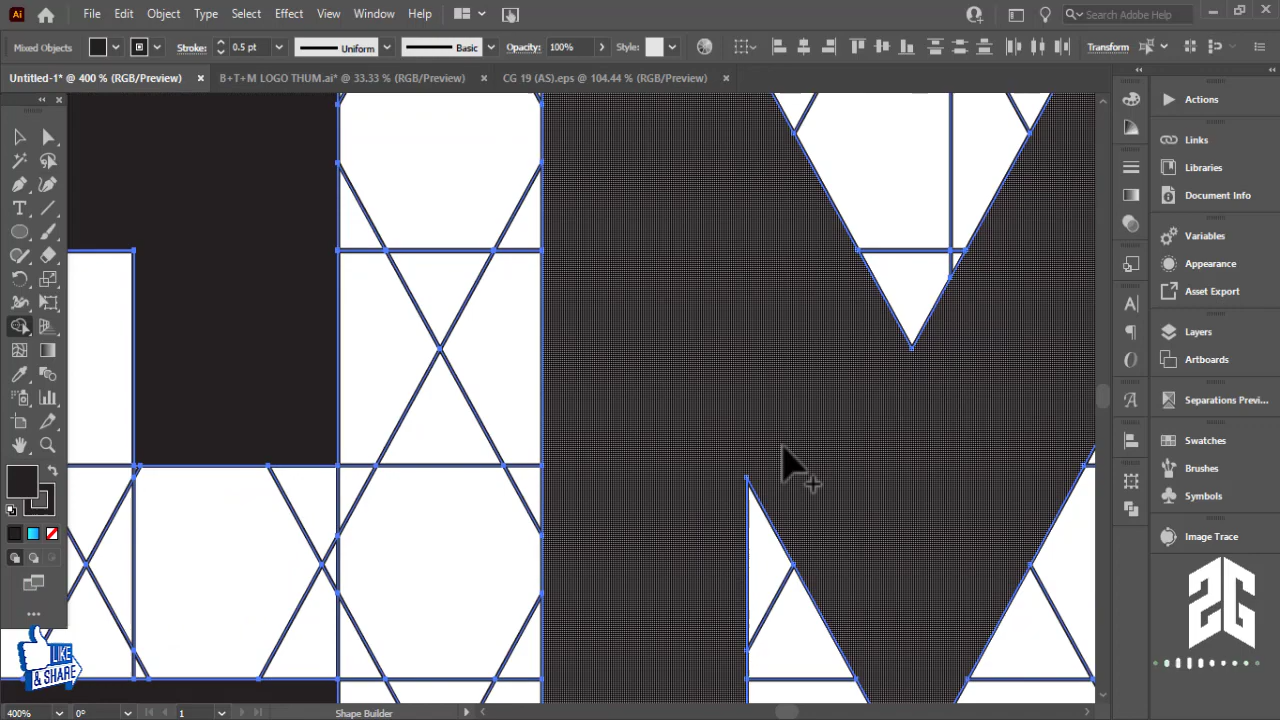 Ai File Edit Object Type Select Effect View Window Help Search Adobe Help
Mixed Objects Stroke: 0.5 pt Uniform Basic Opacity: 100% Style: Transform
Untitled-1* @ 400 % (RGB/Preview) × B+T+M LOGO THUM.ai* @ 33.33 % (RGB/Preview) × CG 19 (AS).eps @ 104.44 % (RGB/Preview) ×
Actions
Links
Libraries
Document Info
Variables
Appearance
Asset Export
Layers
Artboards
Separations Previ...
Swatches
Brushes
Symbols
Image Trace
LIKE
& SHARE
400% 0° 1 Shape Builder